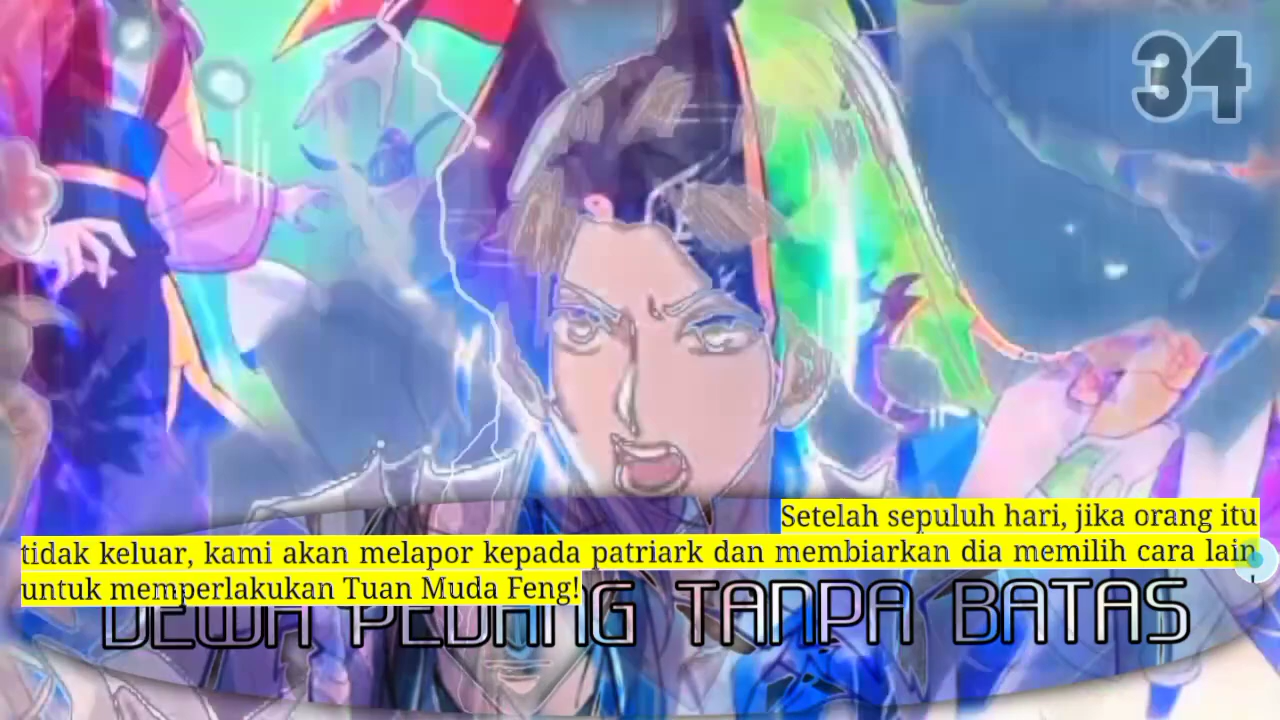 34
Setelah sepuluh hari, jika orang itu
tidak keluar, kami akan melapor kepada patriark dan membiarkan dia memilih cara lain
untuk memperlakukan Tuan Muda Feng!
DEWA PEDANG TANPA BATAS